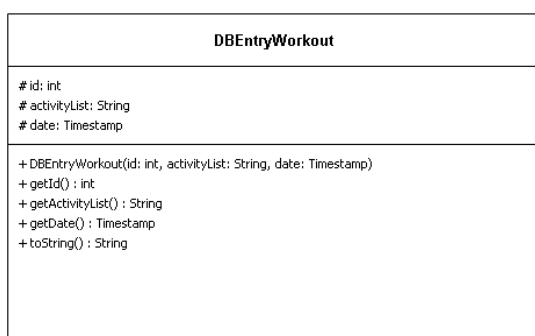 DBEntryWorkout
# id: int
# activityList: String
# date: Timestamp
+ DBEntryWorkout(id: int, activityList: String, date: Timestamp)
+ getId() : int
+ getActivityList() : String
+ getDate() : Timestamp
+ toString() : String